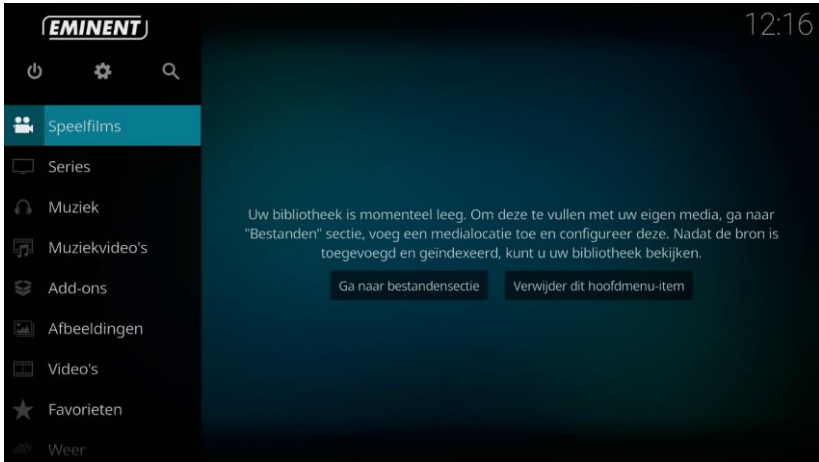 EMINENT
12:16
Speelfilms
Series
Muziek
Muziekvideo's
Add-ons
Afbeeldingen
Video's
Favorieten
Weer
Uw bibliotheek is momenteel leeg. Om deze te vullen met uw eigen media, ga naar
"Bestanden" sectie, voeg een medialocatie toe en configureer deze. Nadat de bron is
toegevoegd en geïndexeerd, kunt u uw bibliotheek bekijken.
Ga naar bestandensectie
Verwijder dit hoofdmenu-item